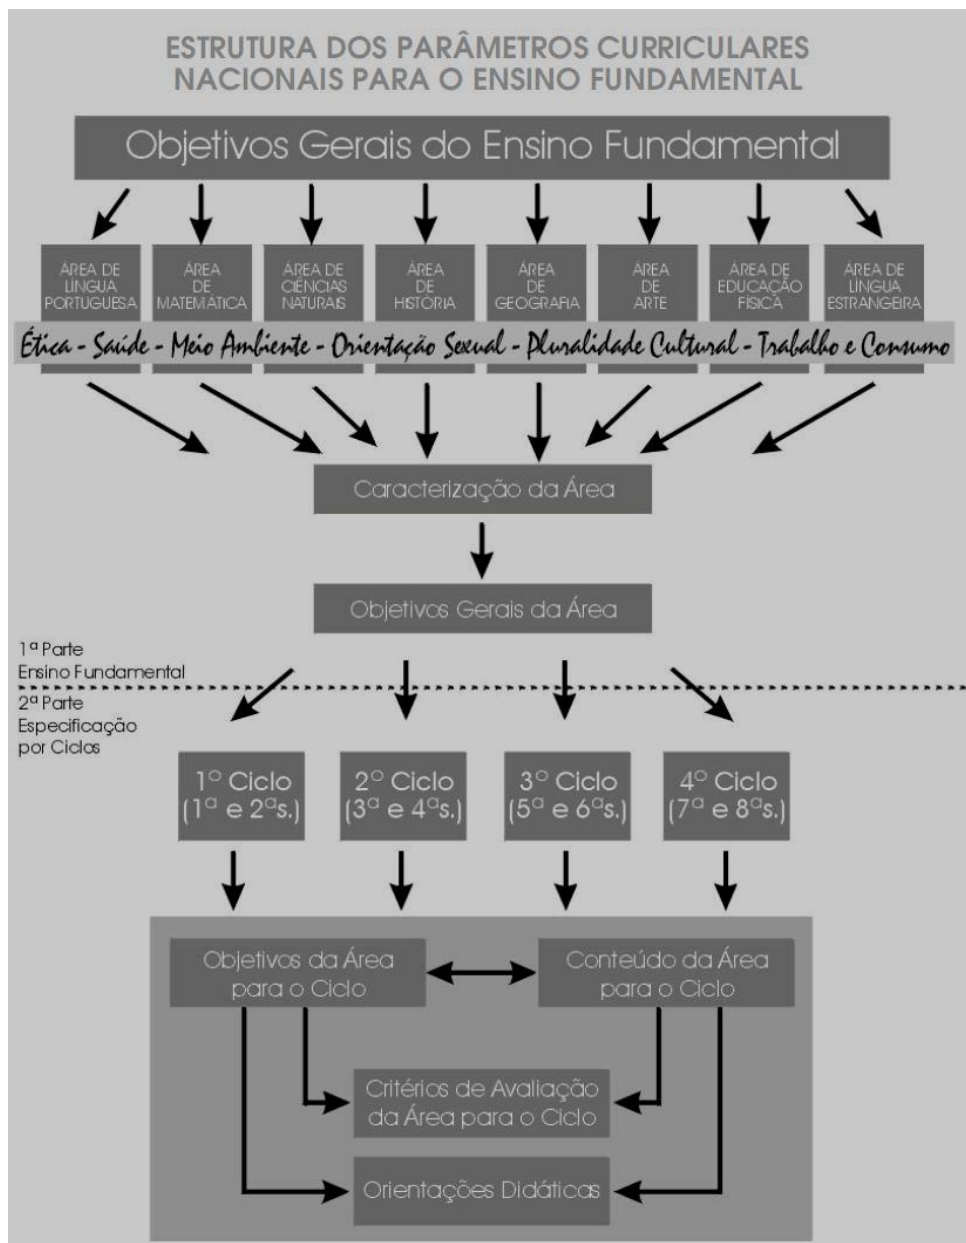 ESTRUTURA DOS PARÂMETROS CURRICULARES
NACIONAIS PARA O ENSINO FUNDAMENTAL
Objetivos Gerais do Ensino Fundamental
ÁREA DE
LÍNGUA
PORTUGUESA
ÁREA
DE
MATEMÁTICA
ÁREA DE
CIÊNCIAS
NATURAIS
ÁREA
DE
HISTÓRIA
ÁREA
DE
GEOGRAFIA
ÁREA
DE
ARTE
ÁREA DE
EDUCAÇÃO
FÍSICA
ÁREA DE
LÍNGUA
ESTRANGEIRA
Ética - Saúde - Meio Ambiente - Orientação Sexual - Pluralidade Cultural - Trabalho e Consumo
Caracterização da Área
Objetivos Gerais da Área
1ª Parte
Ensino Fundamental
2ª Parte
Especificação
por Ciclos
1º Ciclo
(1ª e 2ªs.)
2º Ciclo
(3ª e 4ªs.)
3º Ciclo
(5ª e 6ªs.)
4º Ciclo
(7ª e 8ªs.)
Objetivos da Área
para o Ciclo
Conteúdo da Área
para o Ciclo
Critérios de Avaliação
da Área para o Ciclo
Orientações Didáticas